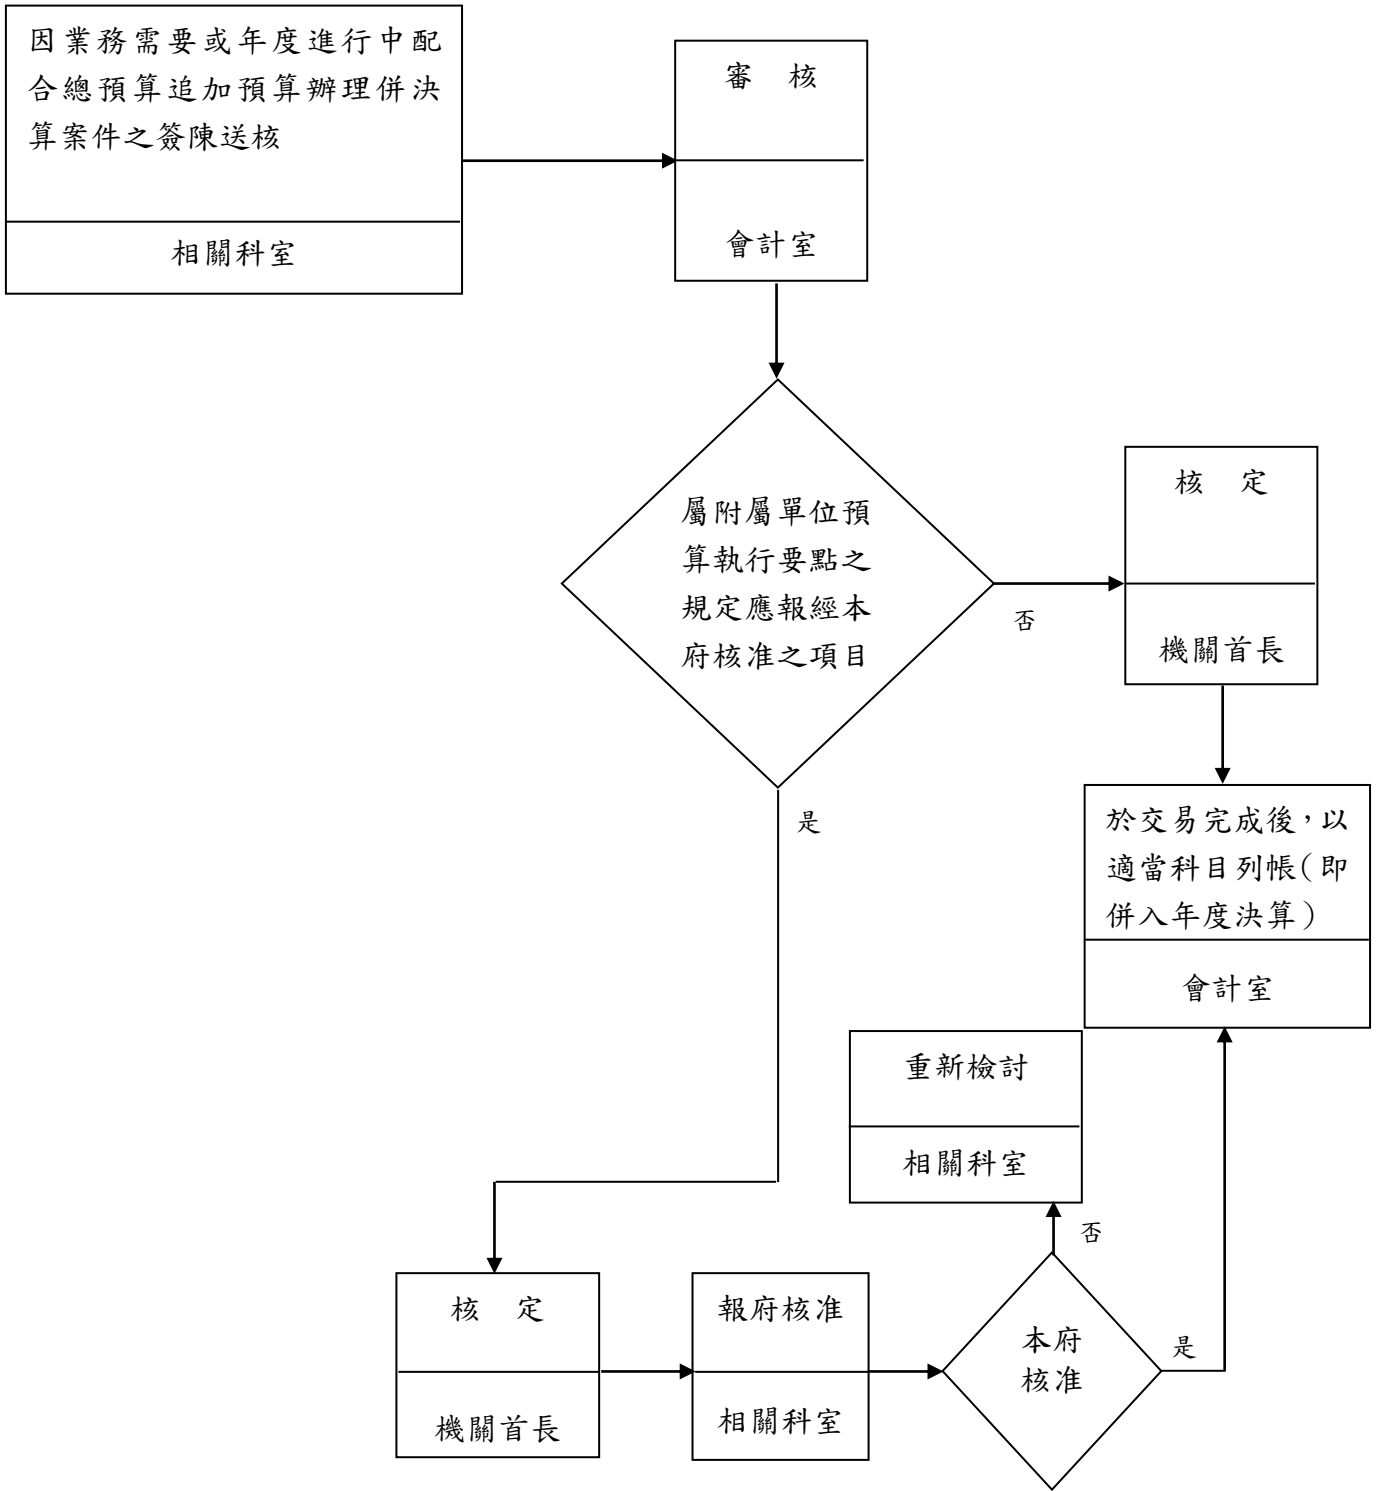 因業務需要或年度進行中配
合總預算追加預算辦理併決
算案件之簽陳送核
相關科室
審 核
會計室
屬附屬單位預
算執行要點之
規定應報經本
府核准之項目
否
核 定
機關首長
是
於交易完成後，以
適當科目列帳(即
併入年度決算)
會計室
重新檢討
相關科室
否
核 定
機關首長
報府核准
相關科室
本府
核准
是